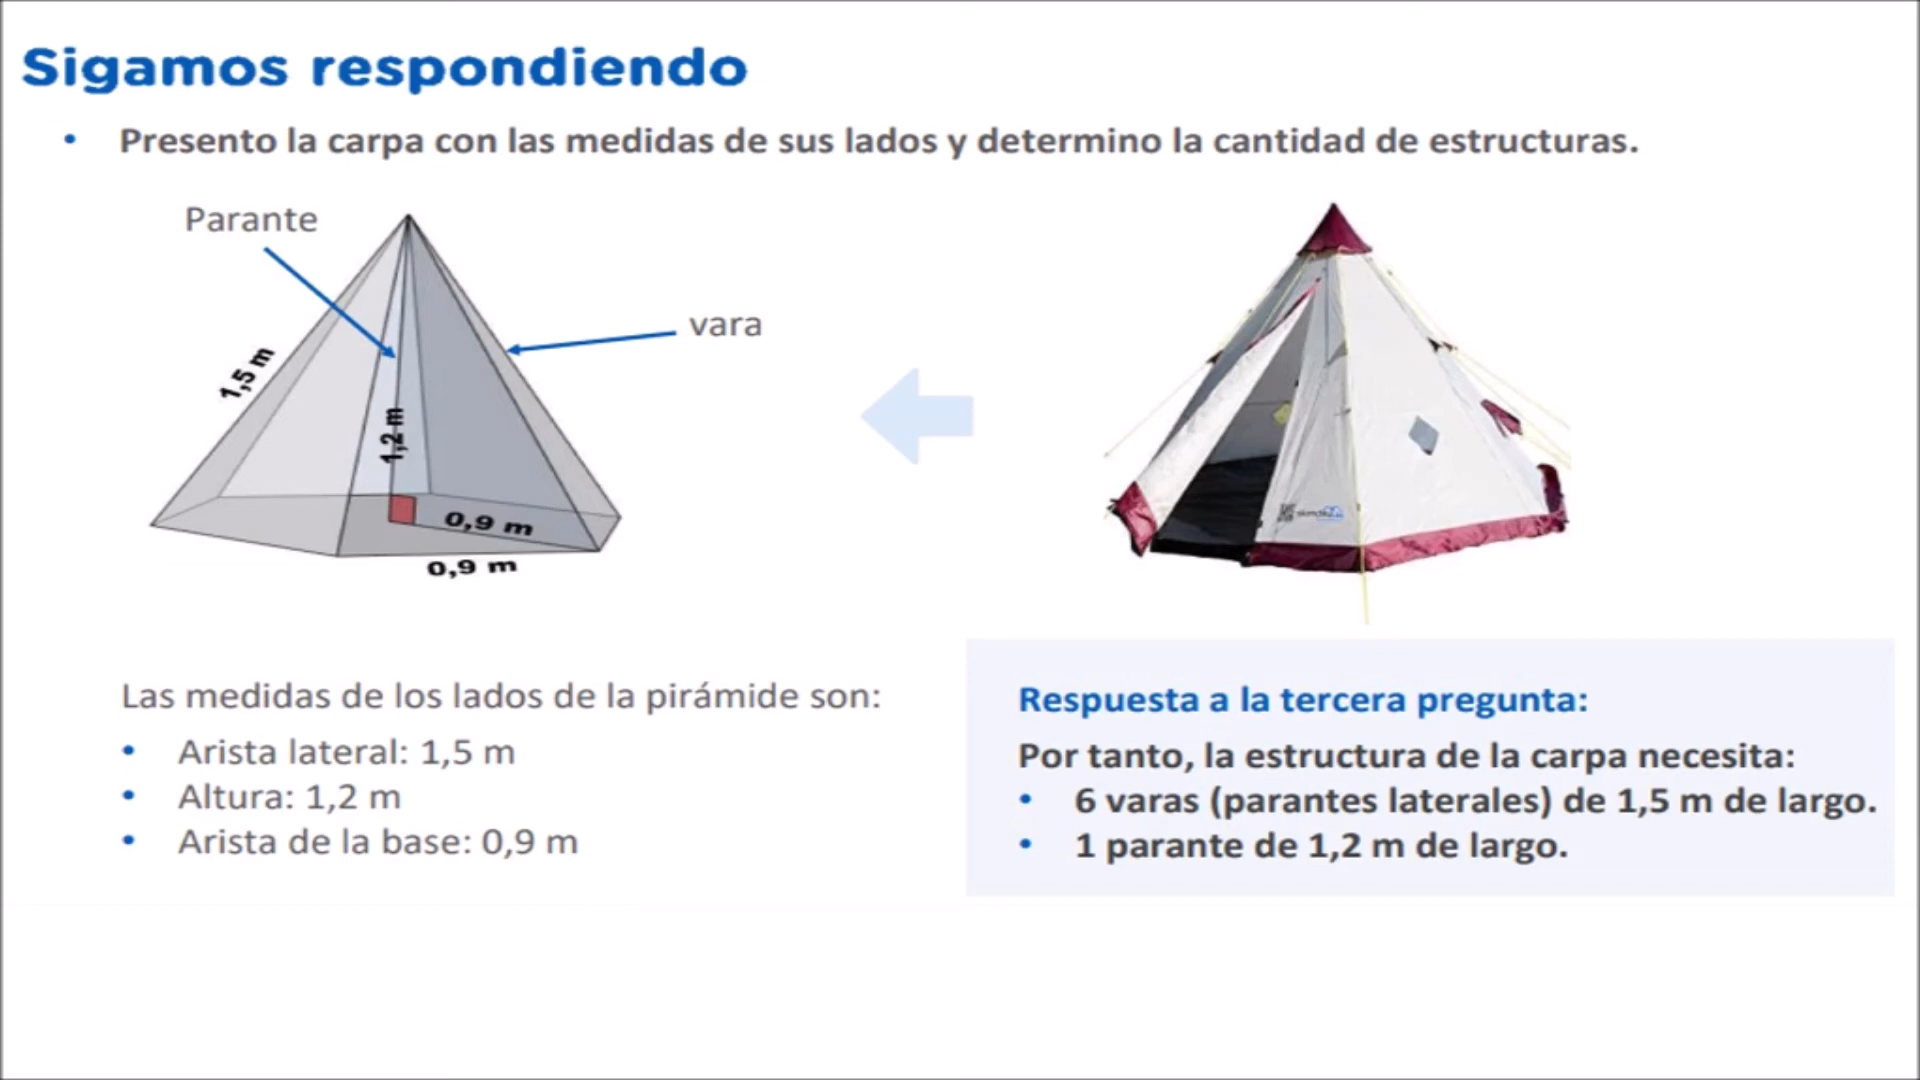 Sigamos respondiendo
• Presento la carpa con las medidas de sus lados y determino la cantidad de estructuras.
Parante
vara
1,5 m
1,2 m
0,9 m
0,9 m
Las medidas de los lados de la pirámide son:
• Arista lateral: 1,5 m
• Altura: 1,2 m
• Arista de la base: 0,9 m
Respuesta a la tercera pregunta:
Por tanto, la estructura de la carpa necesita:
• 6 varas (parantes laterales) de 1,5 m de largo.
• 1 parante de 1,2 m de largo.